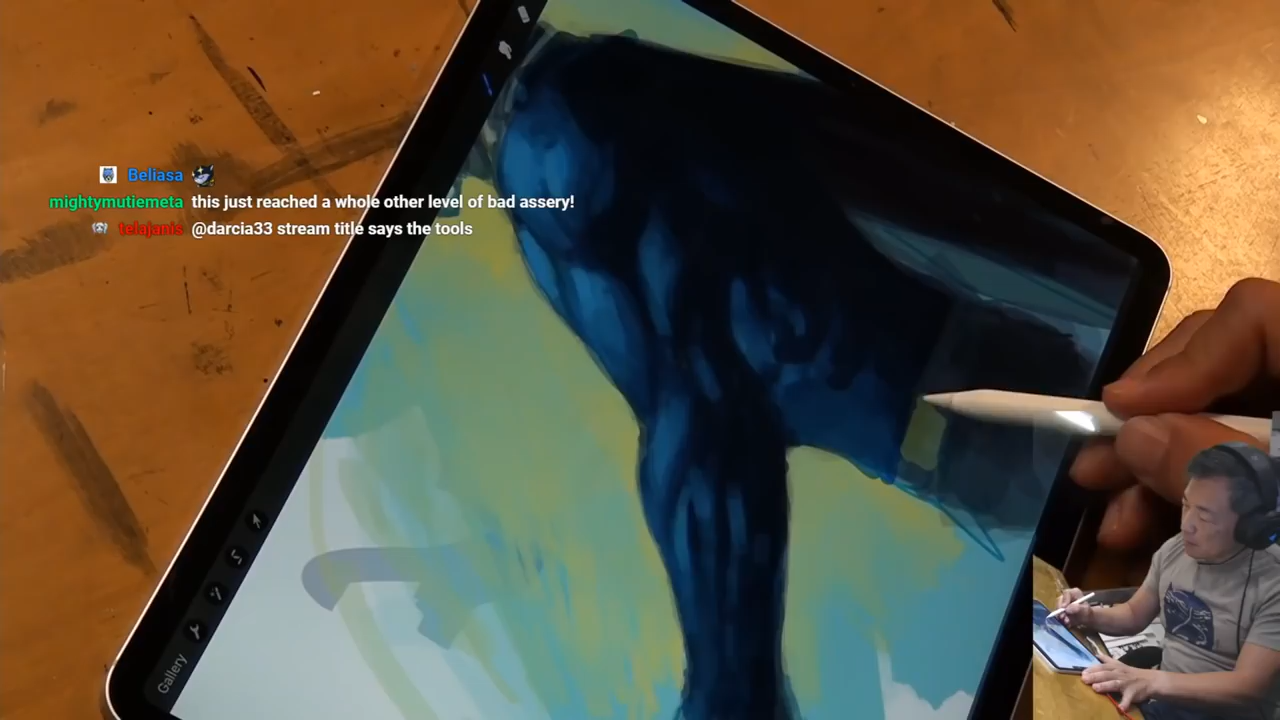 Beliasa
mightymutiemeta this just reached a whole other level of bad assery!
telajanis @darcia33 stream title says the tools
Gallery